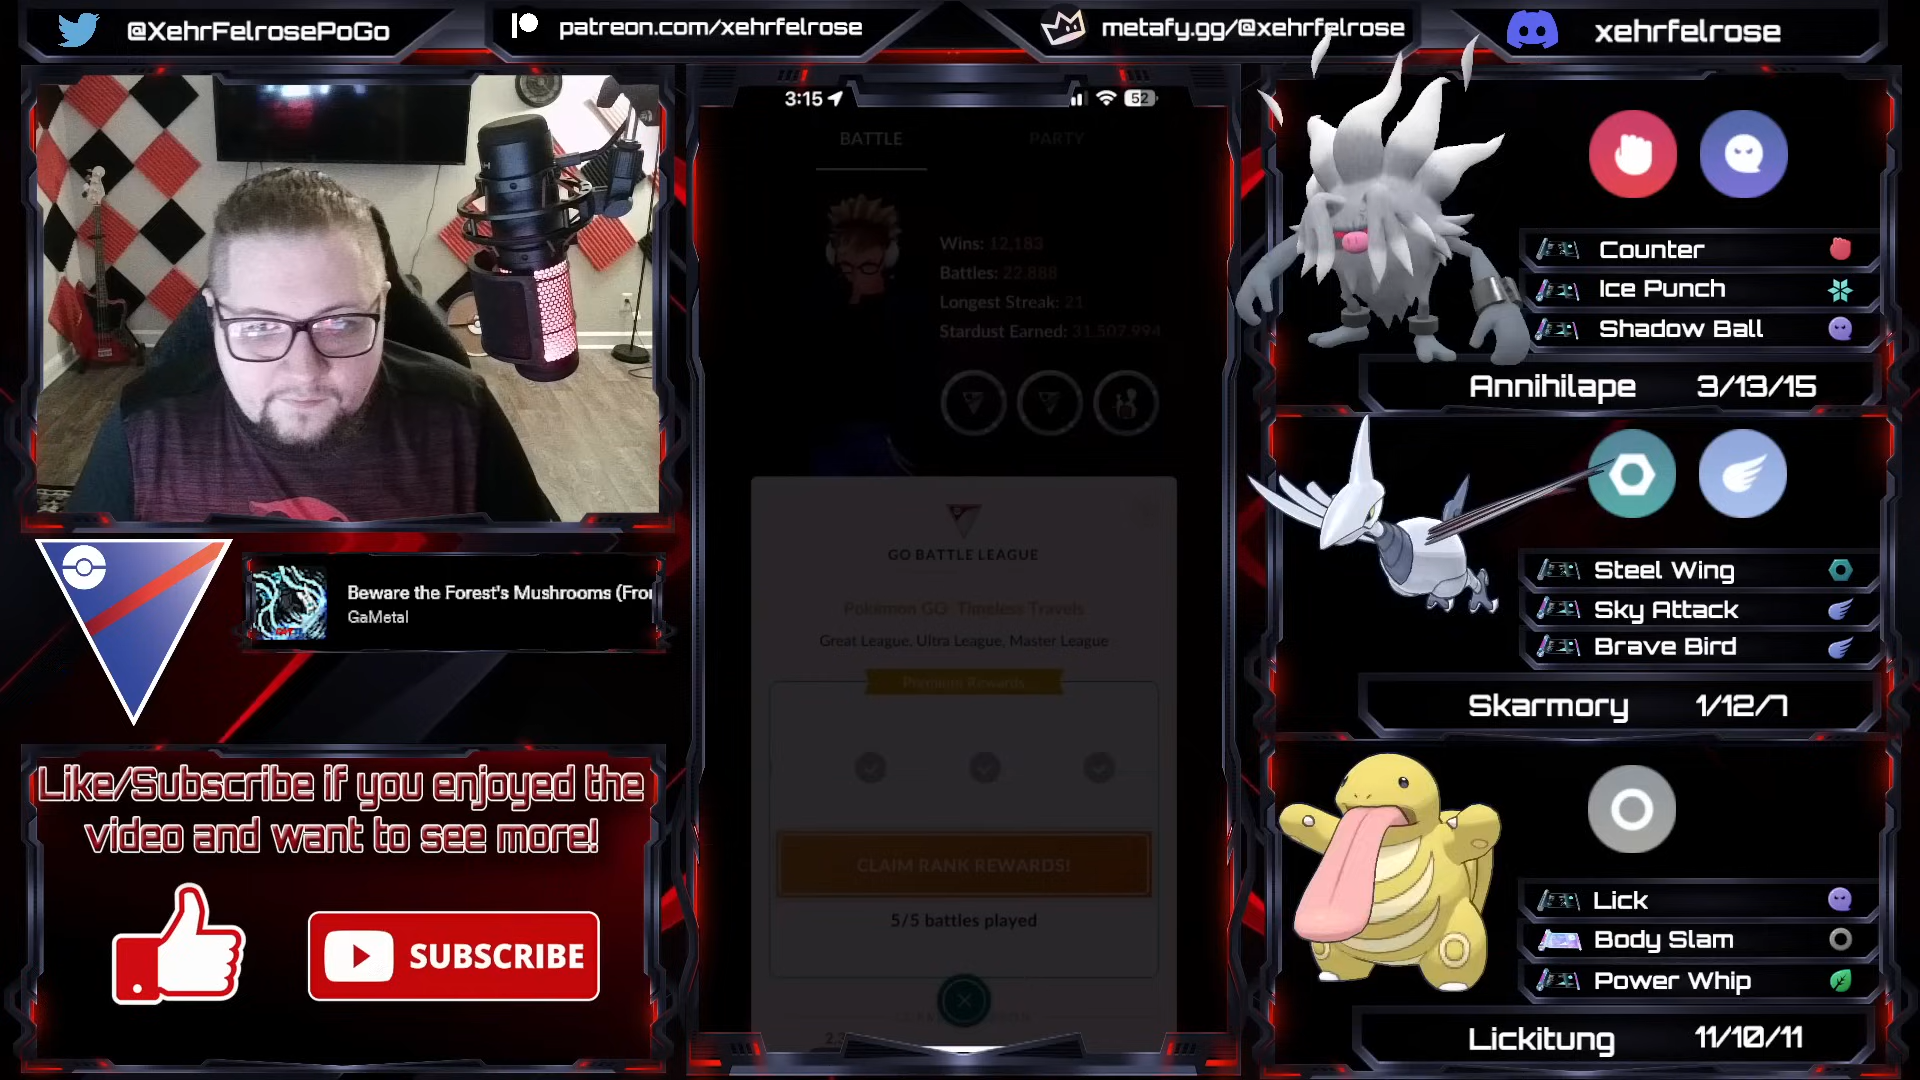 @XehrFelrosePoGo
patreon.com/xehrfelrose
metafy.gg/@xehrfelrose
xehrfelrose
3:15
52
BATTLE
PARTY
Wins: 12,183
Battles: 22,888
Longest Streak: 21
Stardust Earned: 31,507,994
GO BATTLE LEAGUE
Pokémon GO: Timeless Travels
Great League, Ultra League, Master League
Premium Rewards
CLAIM RANK REWARDS!
5/5 battles played
Beware the Forest's Mushrooms (Fro
GaMetal
Like/Subscribe if you enjoyed the
video and want to see more!
SUBSCRIBE
Counter
Ice Punch
Shadow Ball
Annihilape 3/13/15
Steel Wing
Sky Attack
Brave Bird
Skarmory 1/12/7
Lick
Body Slam
Power Whip
Lickitung 11/10/11